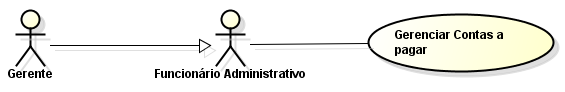 Gerenciar Contas a
pagar
Gerente
Funcionário Administrativo